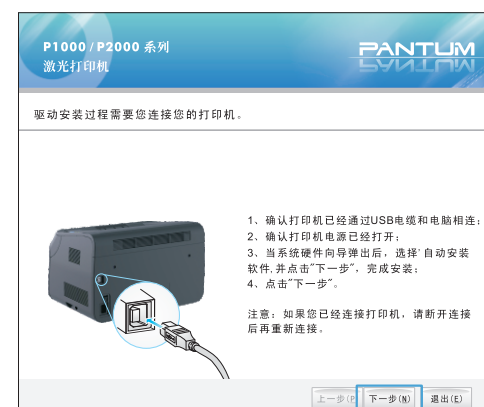 P1000 / P2000 系列
激光打印机
PANTUM
驱动安装过程需要您连接您的打印机。
1、确认打印机已经通过USB电缆和电脑相连;
2、确认打印机电源已经打开;
3、当系统硬件向导弹出后，选择'自动安装
软件,并点击"下一步"，完成安装;
4、点击"下一步"。
注意：如果您已经连接打印机，请断开连接
后再重新连接。
上一步(P
下一步(N)
退出(E)